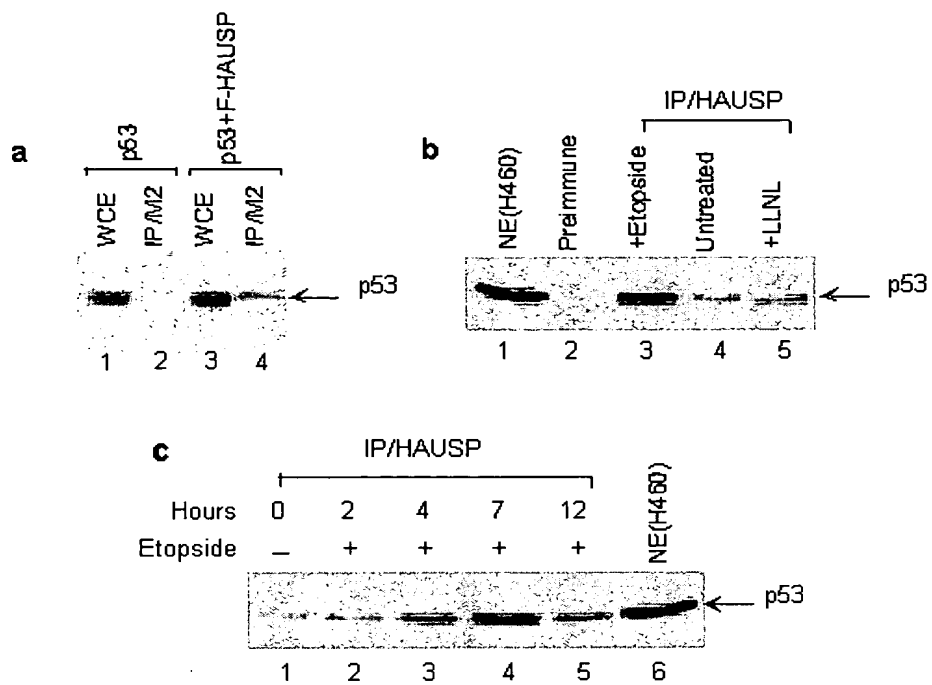 a
p53
p53+F-HAUSP
WCE
IP/M2
WCE
IP/M2
p53
1 2 3 4
b
IP/HAUSP
NE(H460)
Preimmune
+Etopside
Untreated
+LLNL
p53
1 2 3 4 5
c
IP/HAUSP
NE(H460)
Hours 0 2 4 7 12
Etopside – + + + +
p53
1 2 3 4 5 6